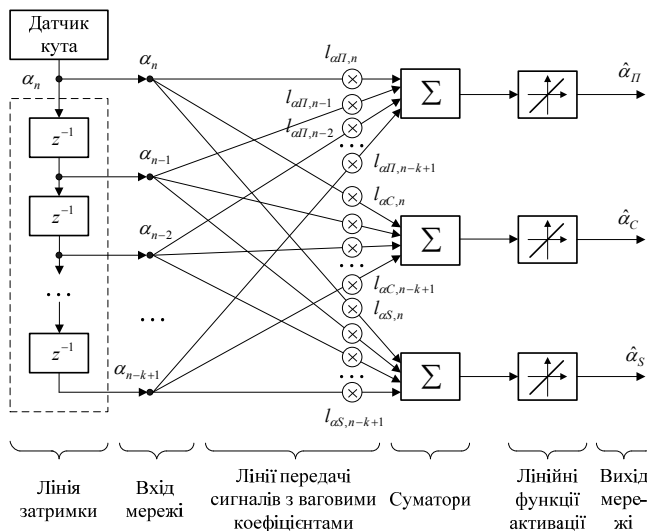 Датчик
кута
α_n
α_n
l_{αП,n}
l_{αП,n−1}
l_{αП,n−2}
...
l_{αП,n−k+1}
Σ
α̂_П
z⁻¹
α_{n−1}
z⁻¹
α_{n−2}
l_{αC,n}
...
l_{αC,n−k+1}
Σ
α̂_C
...
...
z⁻¹
α_{n−k+1}
l_{αS,n}
...
l_{αS,n−k+1}
Σ
α̂_S
Лінія
затримки
Вхід
мережі
Лінії передачі
сигналів з ваговими
коефіцієнтами
Суматори
Лінійні
функції
активації
Вихід
мере-
жі